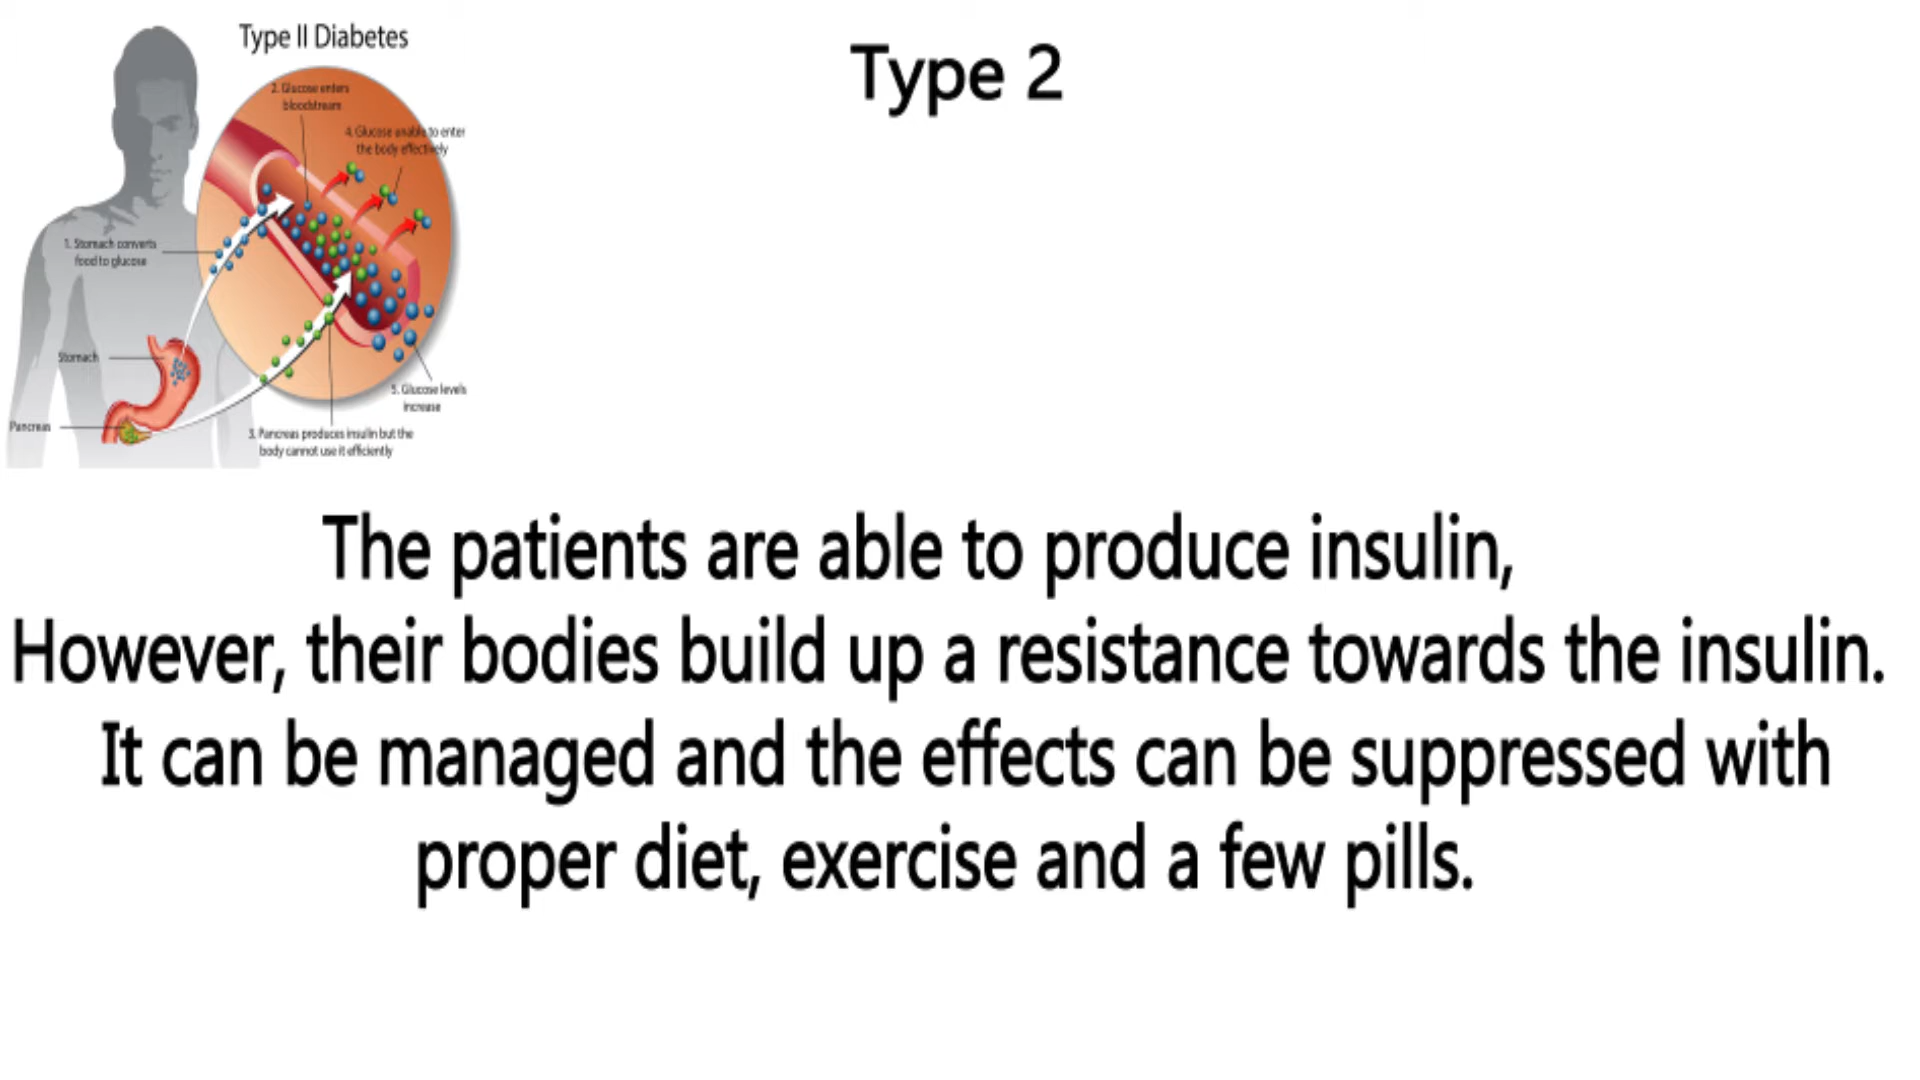 Type II Diabetes
2. Glucose enters
bloodstream
4. Glucose unable to enter
the body effectively
1. Stomach converts
food to glucose
Stomach
Pancreas
5. Glucose levels
increase
3. Pancreas produces insulin but the
body cannot use it efficiently
Type 2
The patients are able to produce insulin,
However, their bodies build up a resistance towards the insulin.
It can be managed and the effects can be suppressed with
proper diet, exercise and a few pills.